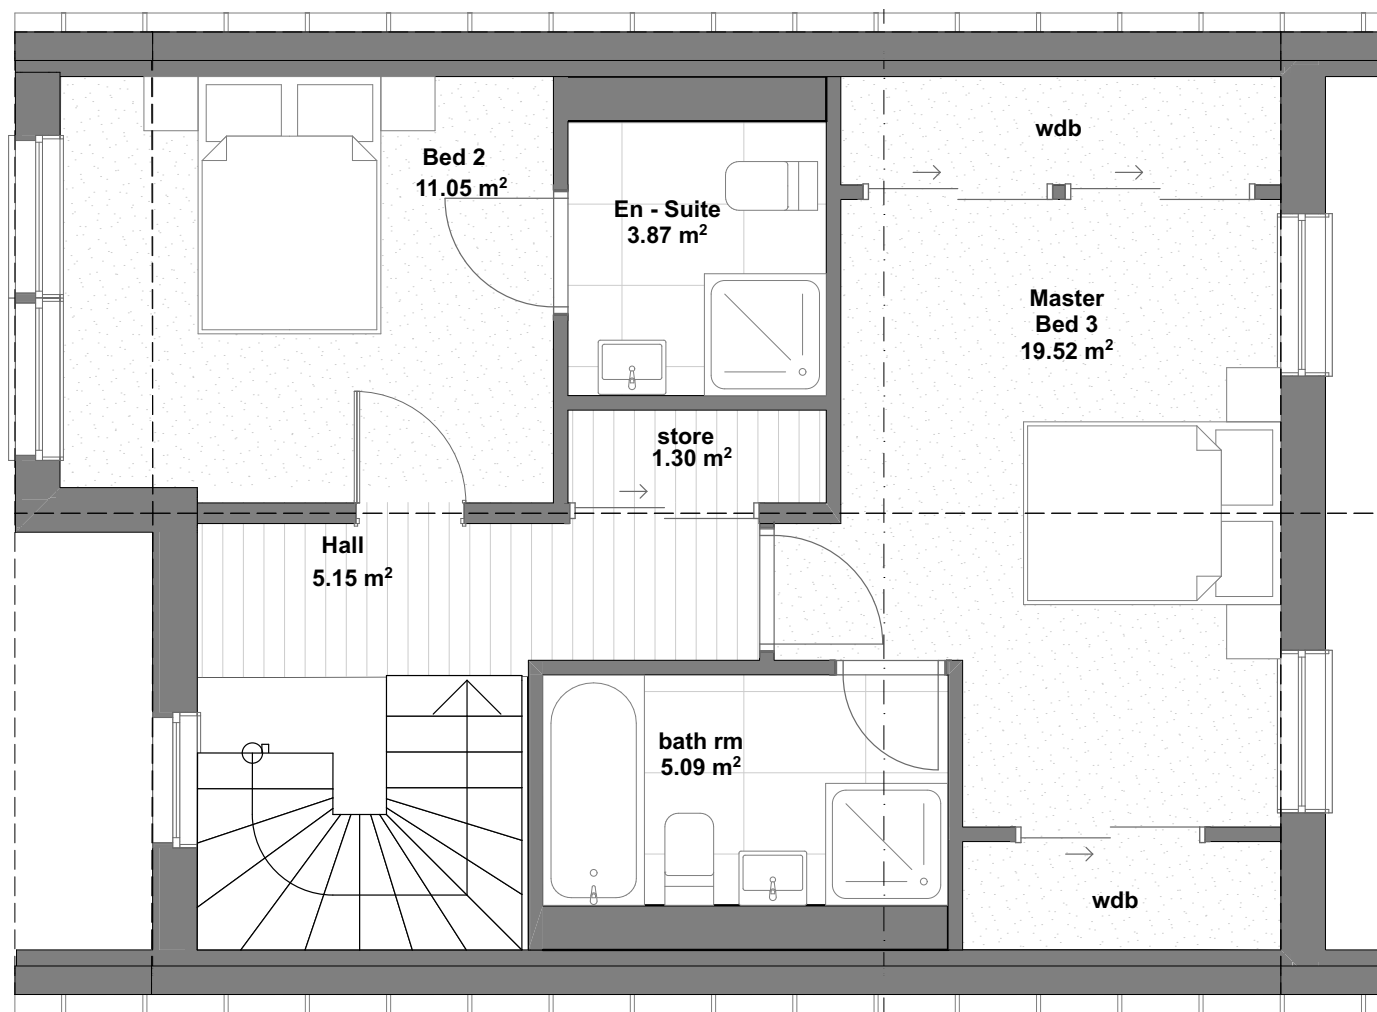 wdb
Bed 2
11.05 m²
En - Suite
3.87 m²
Master
Bed 3
19.52 m²
store
1.30 m²
Hall
5.15 m²
bath rm
5.09 m²
wdb